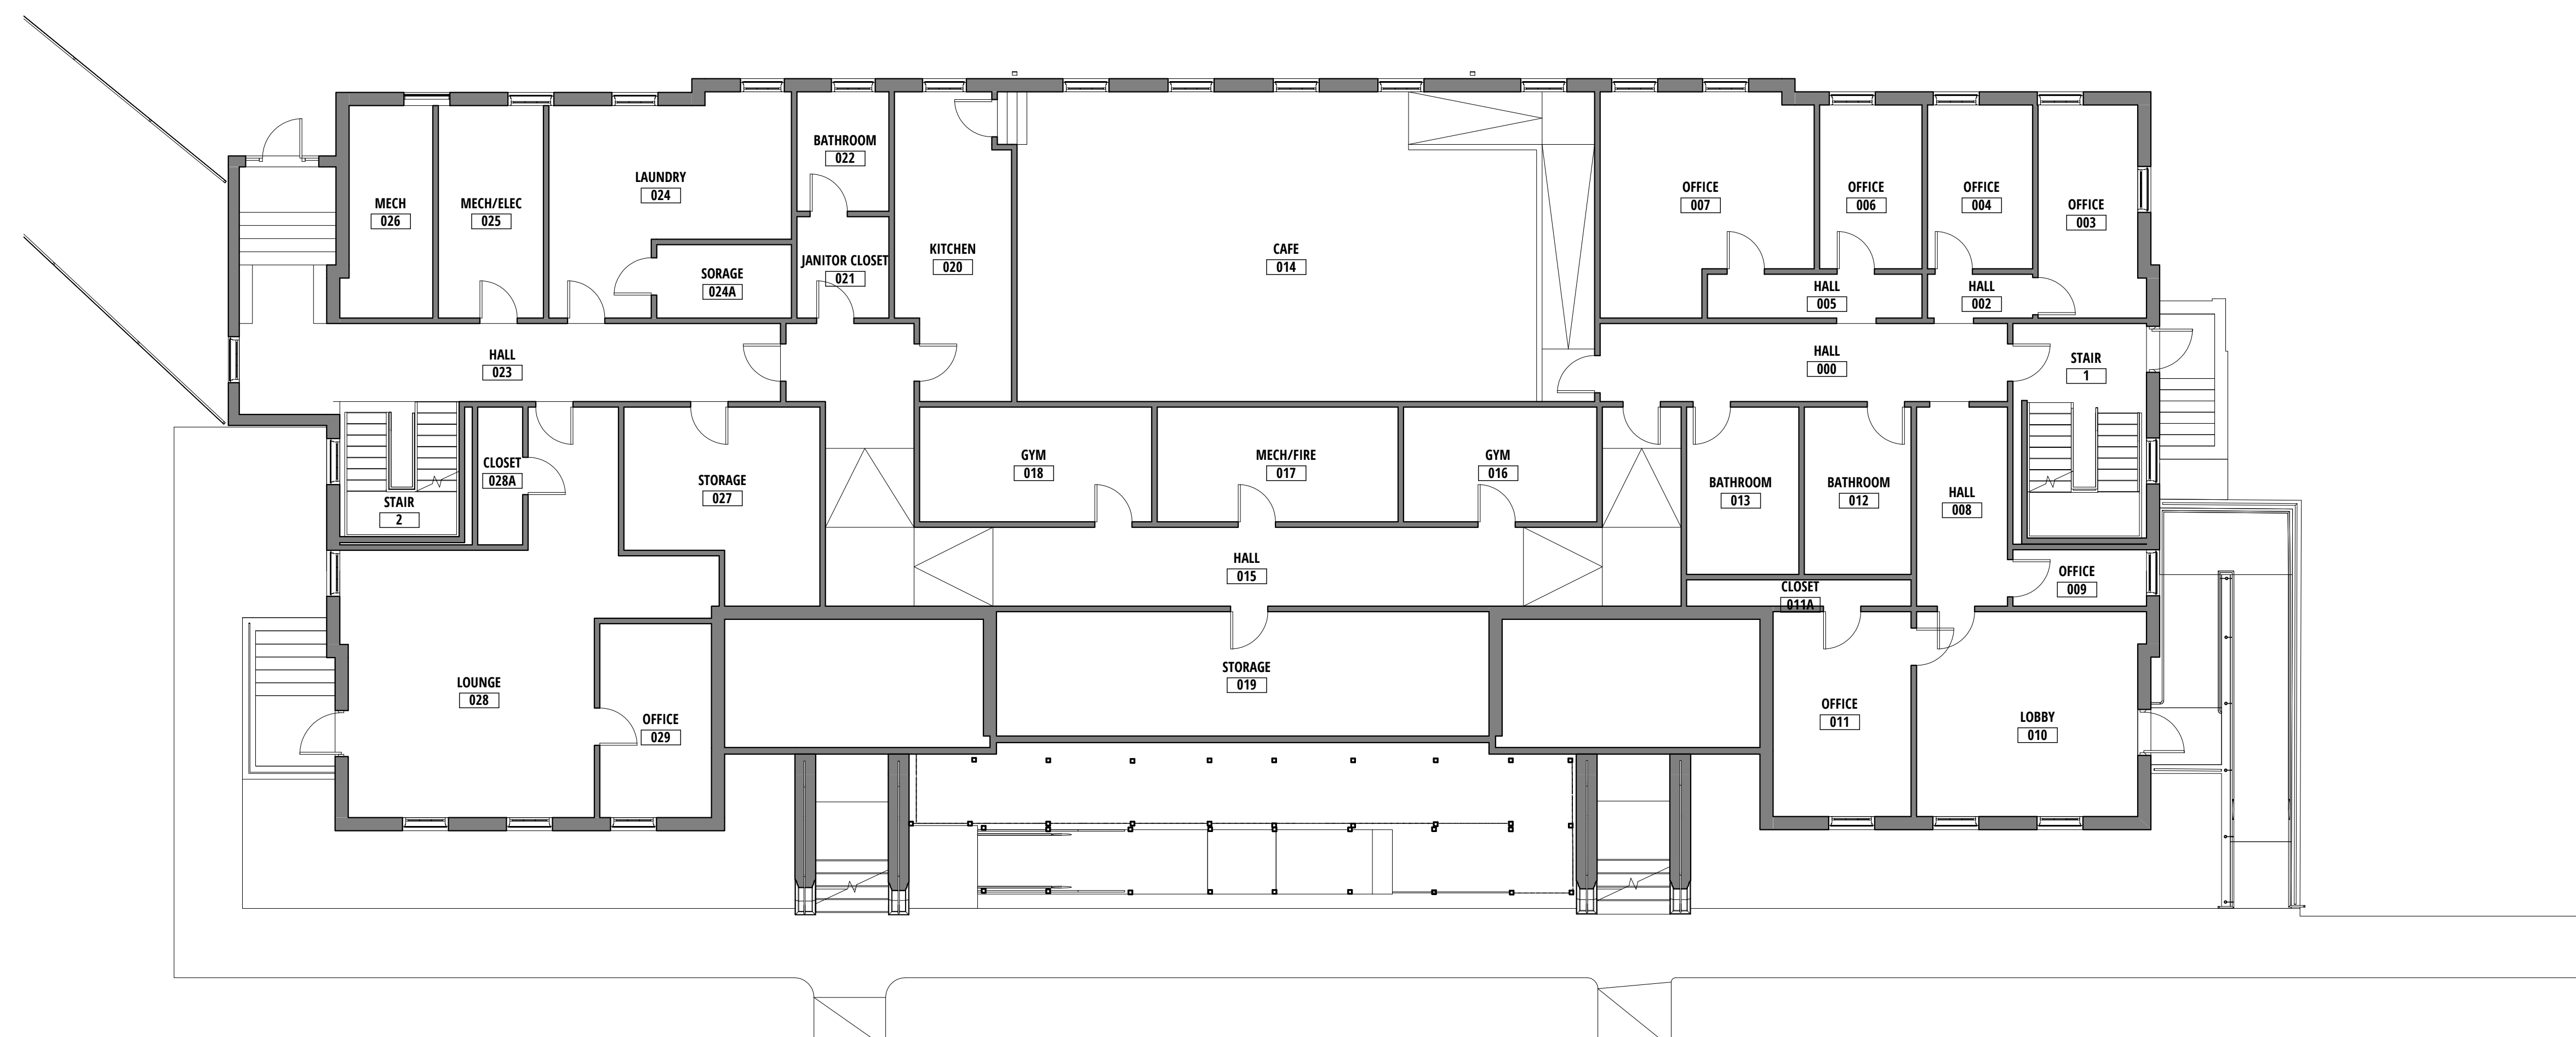 BATHROOM
022
LAUNDRY
024
MECH
026
MECH/ELEC
025
OFFICE
007
OFFICE
006
OFFICE
004
OFFICE
003
KITCHEN
020
CAFE
014
JANITOR CLOSET
021
SORAGE
024A
HALL
005
HALL
002
HALL
023
HALL
000
STAIR
1
CLOSET
028A
STORAGE
027
GYM
018
MECH/FIRE
017
GYM
016
BATHROOM
013
BATHROOM
012
HALL
008
STAIR
2
HALL
015
OFFICE
009
CLOSET
011A
STORAGE
019
LOUNGE
028
OFFICE
029
OFFICE
011
LOBBY
010